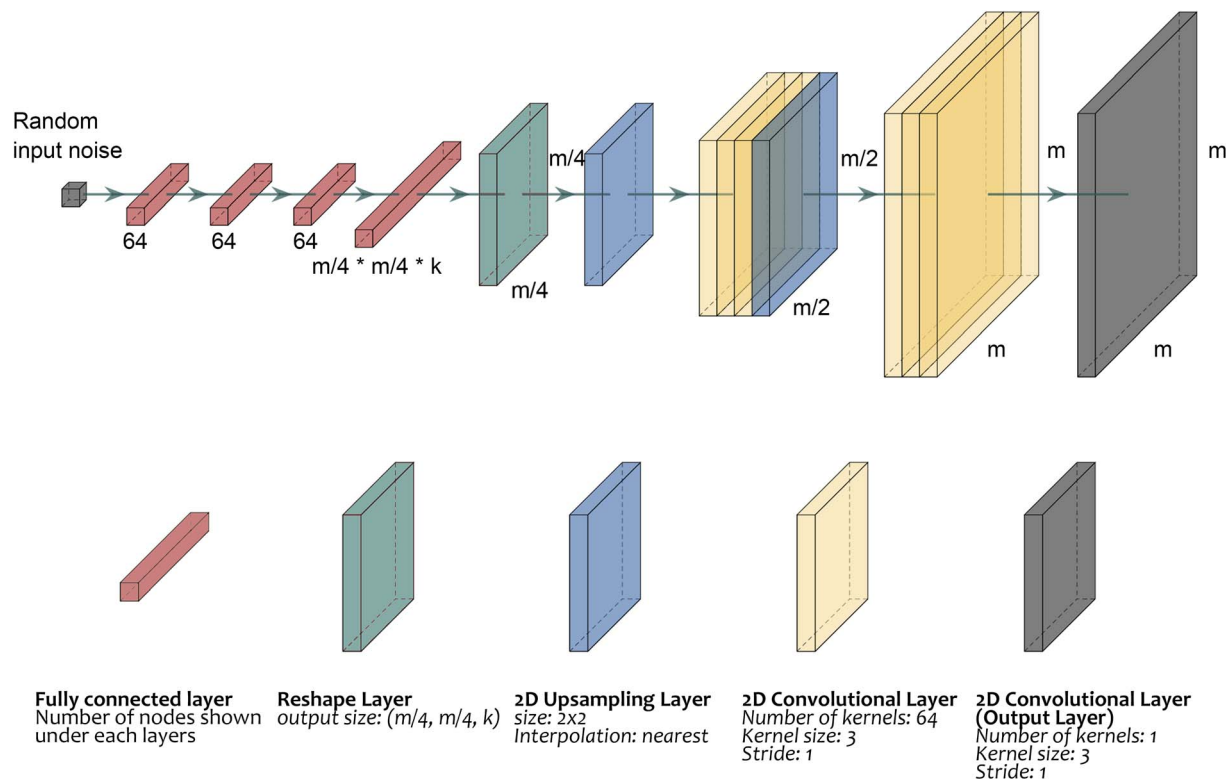 Random
input noise
64
64
64
m/4 * m/4 * k
m/4
m/4
m/2
m/2
m
m
m
m
Fully connected layer
Number of nodes shown
under each layers
Reshape Layer
output size: (m/4, m/4, k)
2D Upsampling Layer
size: 2x2
Interpolation: nearest
2D Convolutional Layer
Number of kernels: 64
Kernel size: 3
Stride: 1
2D Convolutional Layer
(Output Layer)
Number of kernels: 1
Kernel size: 3
Stride: 1